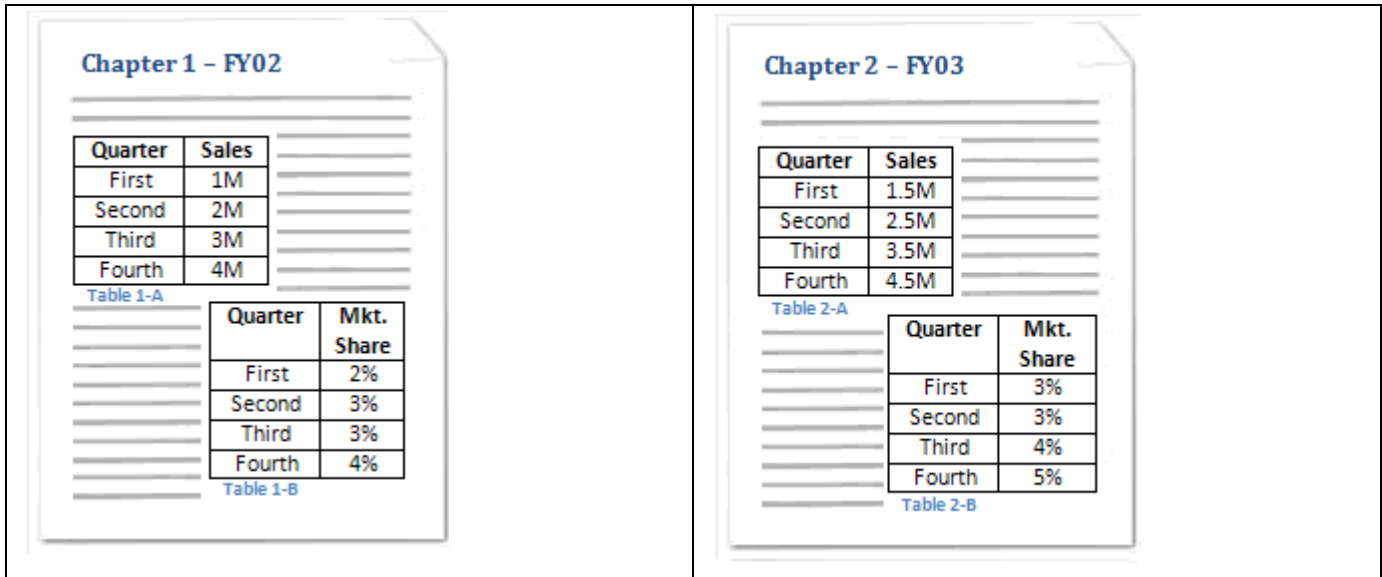 Chapter 1 – FY02
Quarter Sales
First 1M
Second 2M
Third 3M
Fourth 4M
Table 1-A
Quarter Mkt.
Share
First 2%
Second 3%
Third 3%
Fourth 4%
Table 1-B
Chapter 2 – FY03
Quarter Sales
First 1.5M
Second 2.5M
Third 3.5M
Fourth 4.5M
Table 2-A
Quarter Mkt.
Share
First 3%
Second 3%
Third 4%
Fourth 5%
Table 2-B